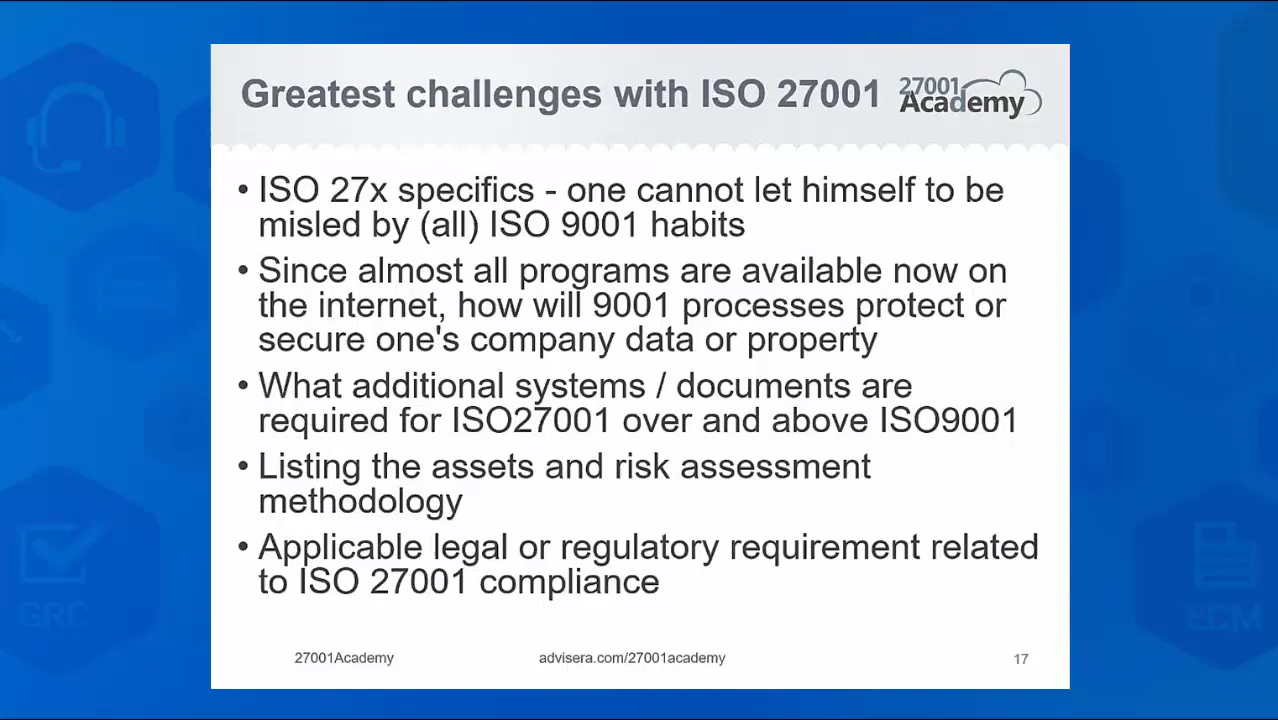 Greatest challenges with ISO 27001
27001
Academy
• ISO 27x specifics - one cannot let himself to be
misled by (all) ISO 9001 habits
• Since almost all programs are available now on
the internet, how will 9001 processes protect or
secure one's company data or property
• What additional systems / documents are
required for ISO27001 over and above ISO9001
• Listing the assets and risk assessment
methodology
• Applicable legal or regulatory requirement related
to ISO 27001 compliance
27001Academy
advisera.com/27001academy
17
GRC
ECM